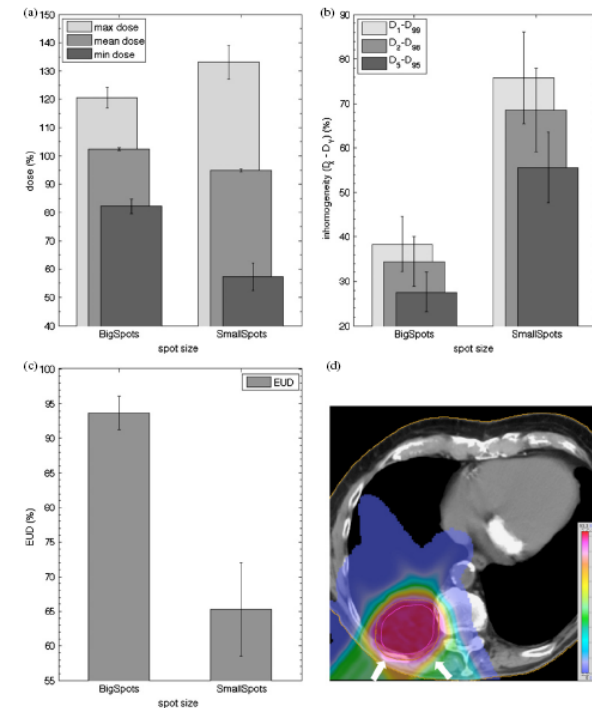 (a)
150
140
130
120
110
100
90
80
70
60
50
40
dose (%)
max dose
mean dose
min dose
BigSpots SmallSpots
spot size
(b)
90
80
70
60
50
40
30
20
D1-D99
D2-D98
D5-D95
BigSpots SmallSpots
spot size
(c)
100
95
90
85
80
75
70
65
60
55
EUD (%)
EUD
BigSpots SmallSpots
spot size
(d)